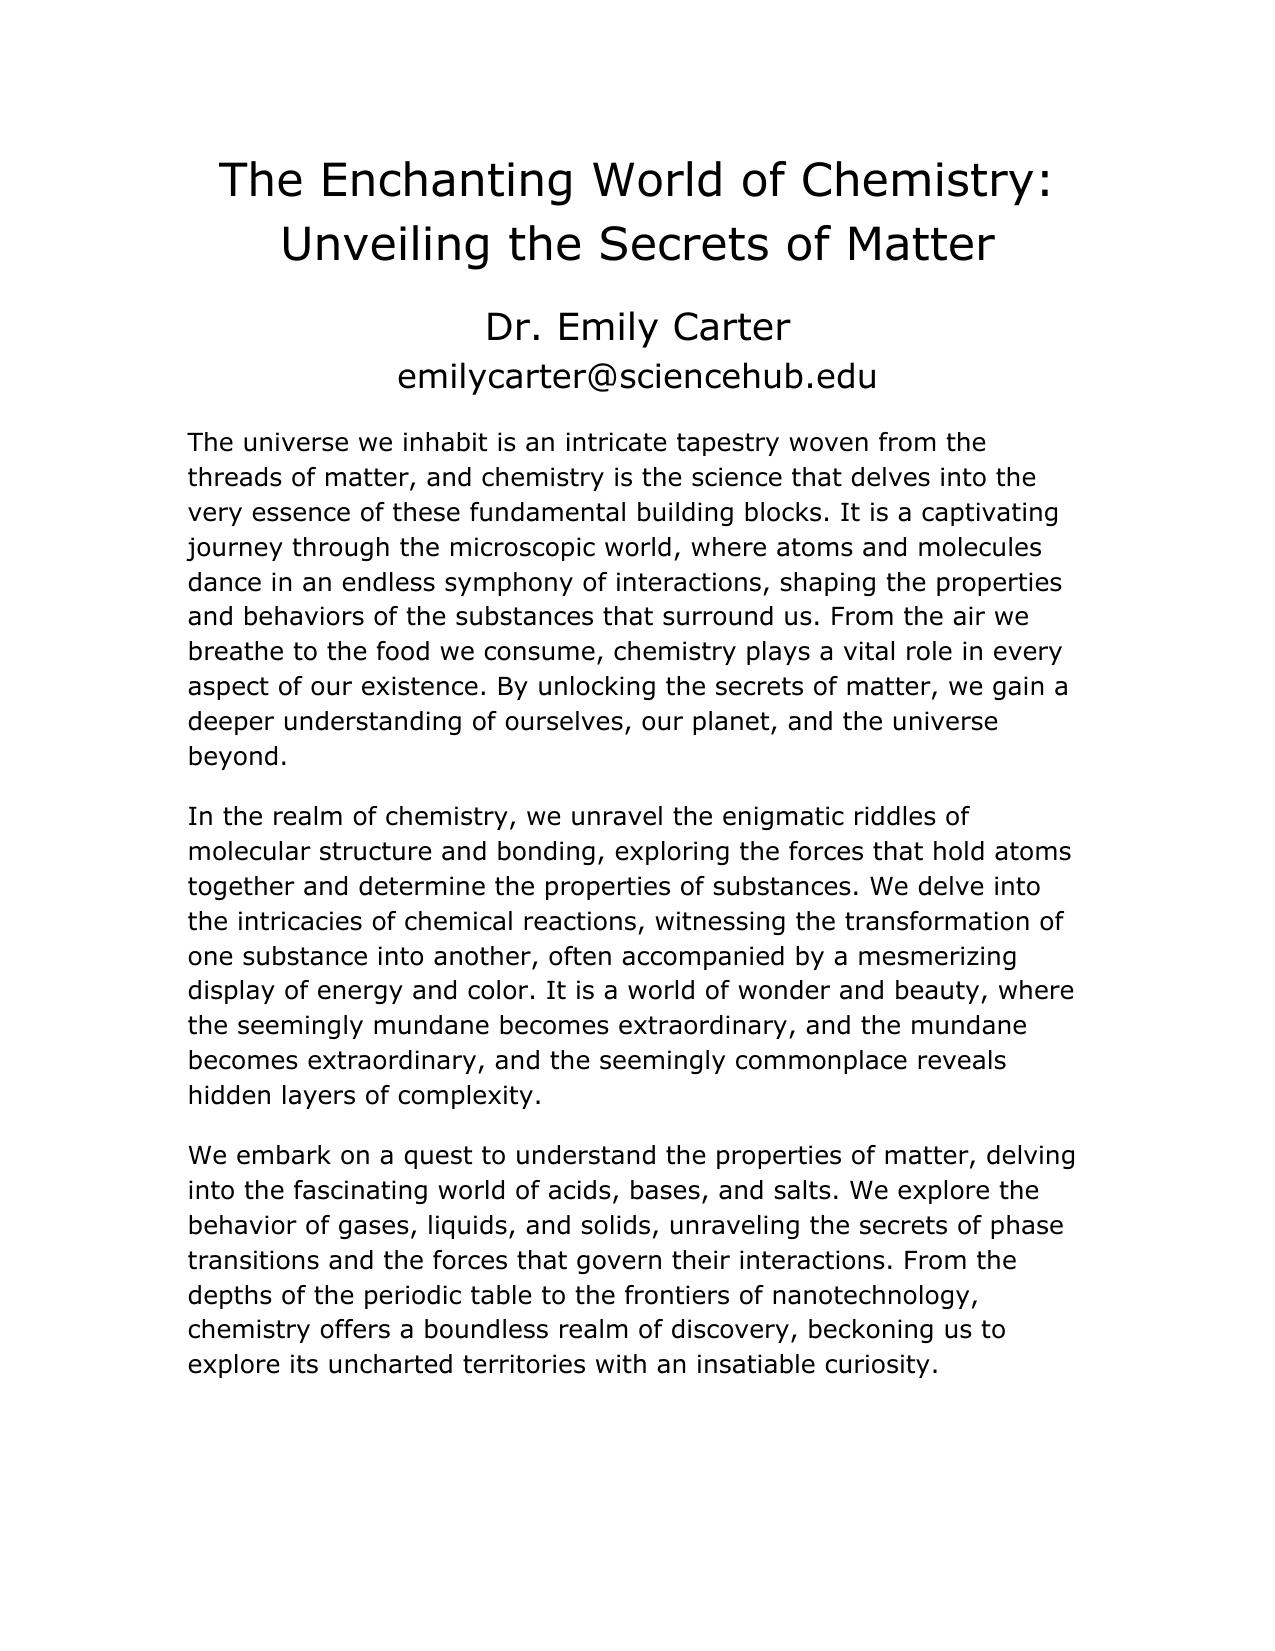 The Enchanting World of Chemistry:
Unveiling the Secrets of Matter
Dr. Emily Carter
emilycarter@sciencehub.edu
The universe we inhabit is an intricate tapestry woven from the
threads of matter, and chemistry is the science that delves into the
very essence of these fundamental building blocks. It is a captivating
journey through the microscopic world, where atoms and molecules
dance in an endless symphony of interactions, shaping the properties
and behaviors of the substances that surround us. From the air we
breathe to the food we consume, chemistry plays a vital role in every
aspect of our existence. By unlocking the secrets of matter, we gain a
deeper understanding of ourselves, our planet, and the universe
beyond.
In the realm of chemistry, we unravel the enigmatic riddles of
molecular structure and bonding, exploring the forces that hold atoms
together and determine the properties of substances. We delve into
the intricacies of chemical reactions, witnessing the transformation of
one substance into another, often accompanied by a mesmerizing
display of energy and color. It is a world of wonder and beauty, where
the seemingly mundane becomes extraordinary, and the mundane
becomes extraordinary, and the seemingly commonplace reveals
hidden layers of complexity.
We embark on a quest to understand the properties of matter, delving
into the fascinating world of acids, bases, and salts. We explore the
behavior of gases, liquids, and solids, unraveling the secrets of phase
transitions and the forces that govern their interactions. From the
depths of the periodic table to the frontiers of nanotechnology,
chemistry offers a boundless realm of discovery, beckoning us to
explore its uncharted territories with an insatiable curiosity.